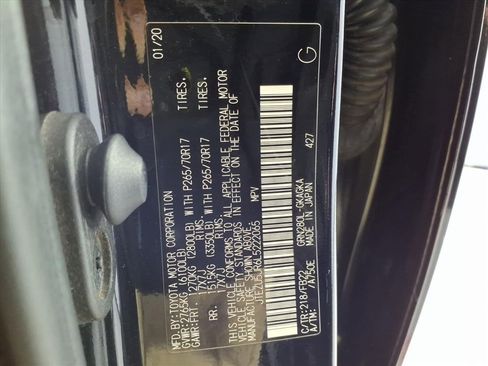 MFD.BY:TOYOTA MOTOR CORPORATION 01/20
GVWR:2765KG (6100LB)
GAWR:FRT. 1270KG (2800LB) WITH P265/70R17 TIRES,
17X7J RIMS,
RR. 1525KG (3350LB) WITH P265/70R17 TIRES,
17X7J RIMS,
THIS VEHICLE CONFORMS TO ALL APPLICABLE FEDERAL MOTOR
VEHICLE SAFETY STANDARDS IN EFFECT ON THE DATE OF
MANUFACTURE SHOWN ABOVE.
MPV
C/TR:218/FB22 GRN280L-GKAGKA 427
A/TM: /A750E MADE IN JAPAN
G